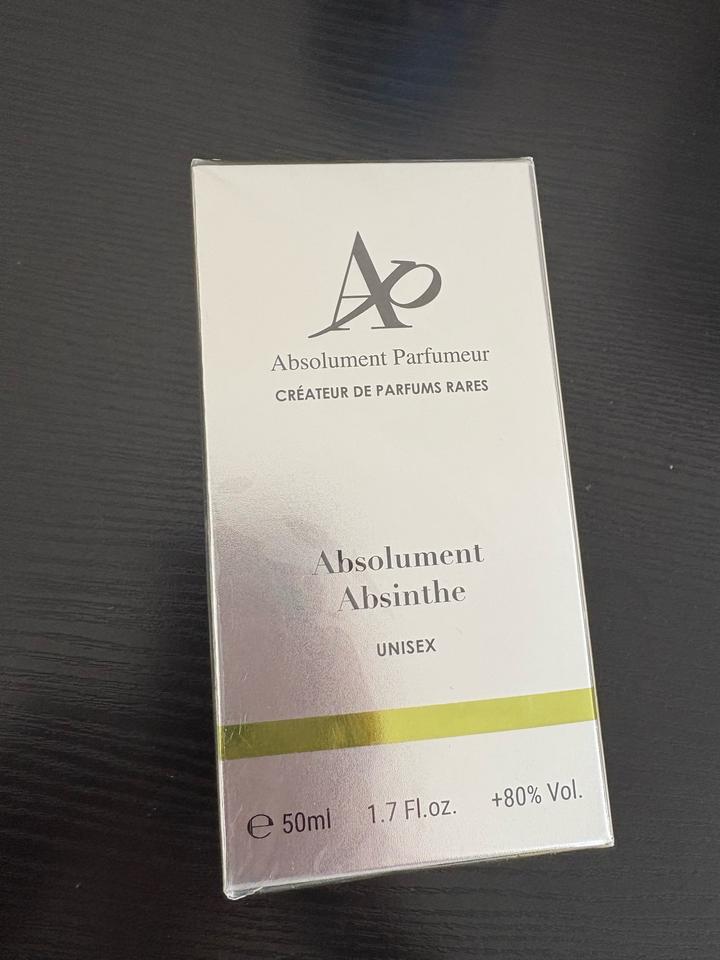 AP
Absolument Parfumeur
CRÉATEUR DE PARFUMS RARES
Absolument
Absinthe
UNISEX
℮ 50ml 1.7 Fl.oz. +80% Vol.